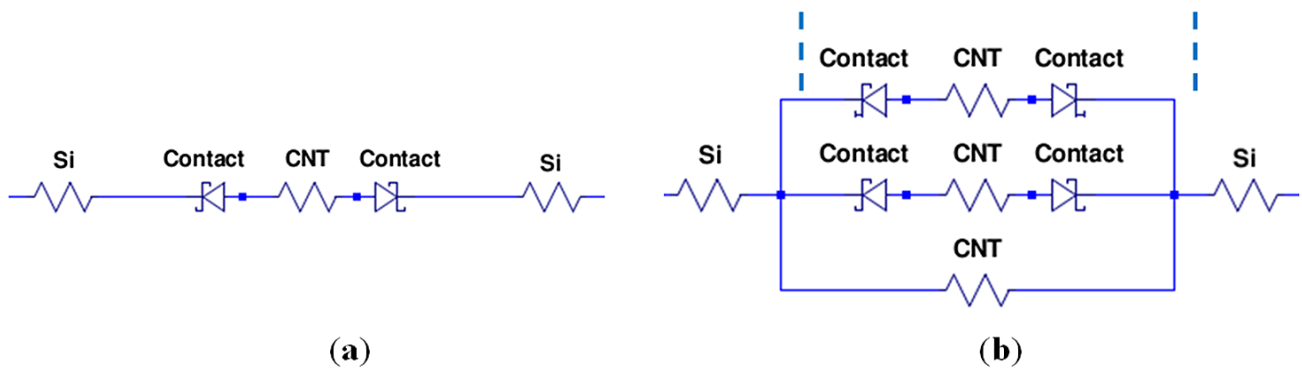 Si Contact CNT Contact Si
(a)
Contact CNT Contact
Si Contact CNT Contact Si
CNT
(b)